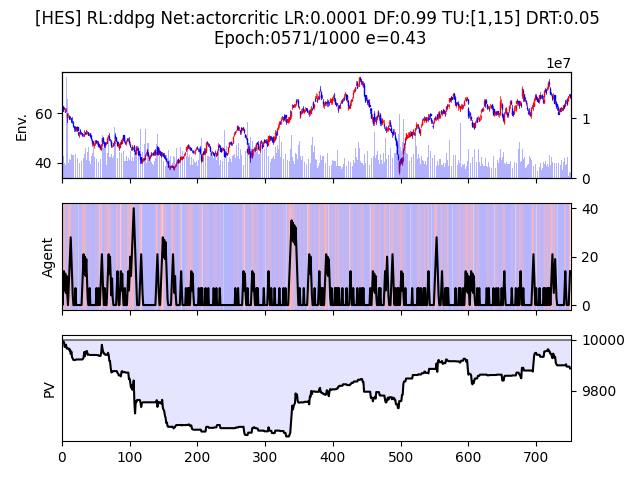 [HES] RL:ddpg Net:actorcritic LR:0.0001 DF:0.99 TU:[1,15] DRT:0.05
Epoch:0571/1000 e=0.43
1e7
Env.
60
40
1
0
Agent
40
20
0
PV
10000
9800
0 100 200 300 400 500 600 700